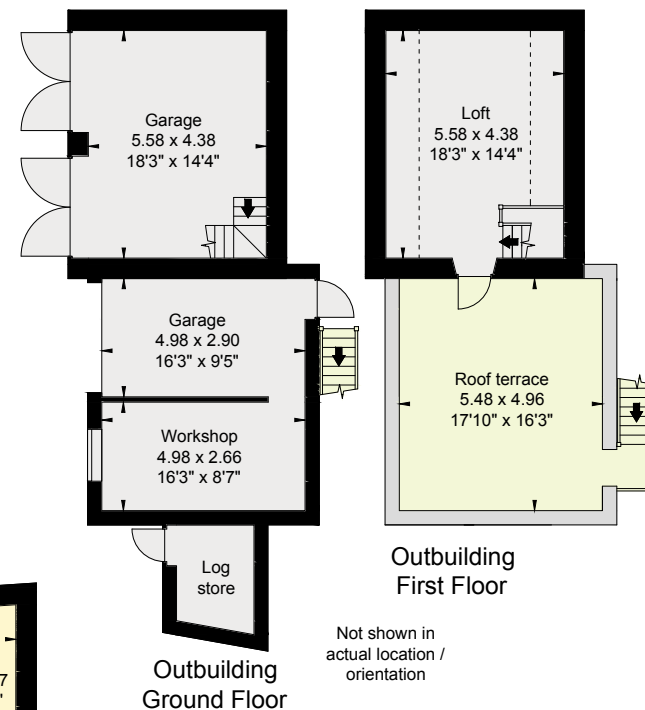 Garage
5.58 x 4.38
18'3" x 14'4"
Loft
5.58 x 4.38
18'3" x 14'4"
Garage
4.98 x 2.90
16'3" x 9'5"
Workshop
4.98 x 2.66
16'3" x 8'7"
Roof terrace
5.48 x 4.96
17'10" x 16'3"
Log
store
Outbuilding
First Floor
Not shown in
actual location /
orientation
Outbuilding
Ground Floor
7
"